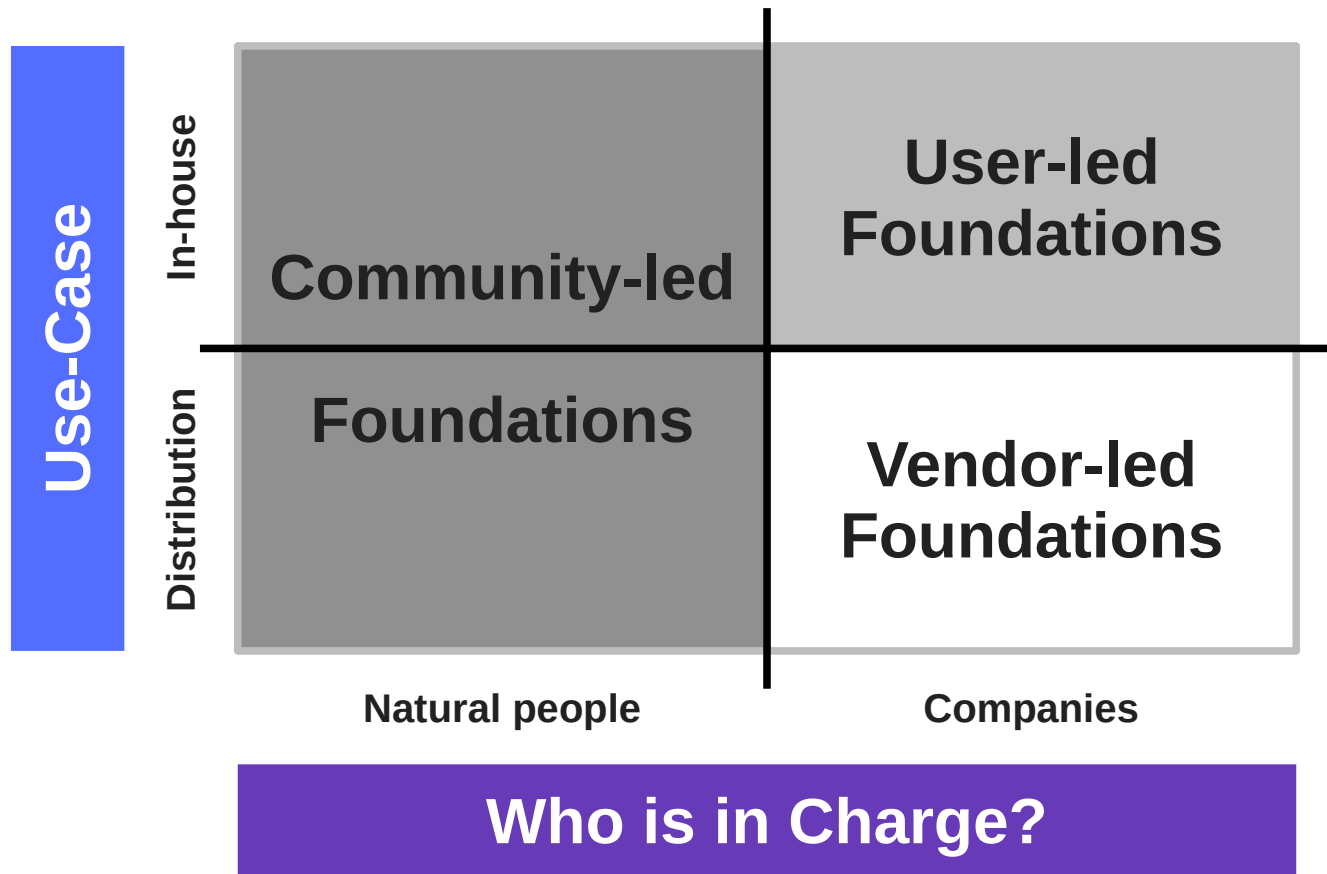 Use-Case
In-house
Distribution
Community-led
Foundations
User-led
Foundations
Vendor-led
Foundations
Natural people
Companies
Who is in Charge?